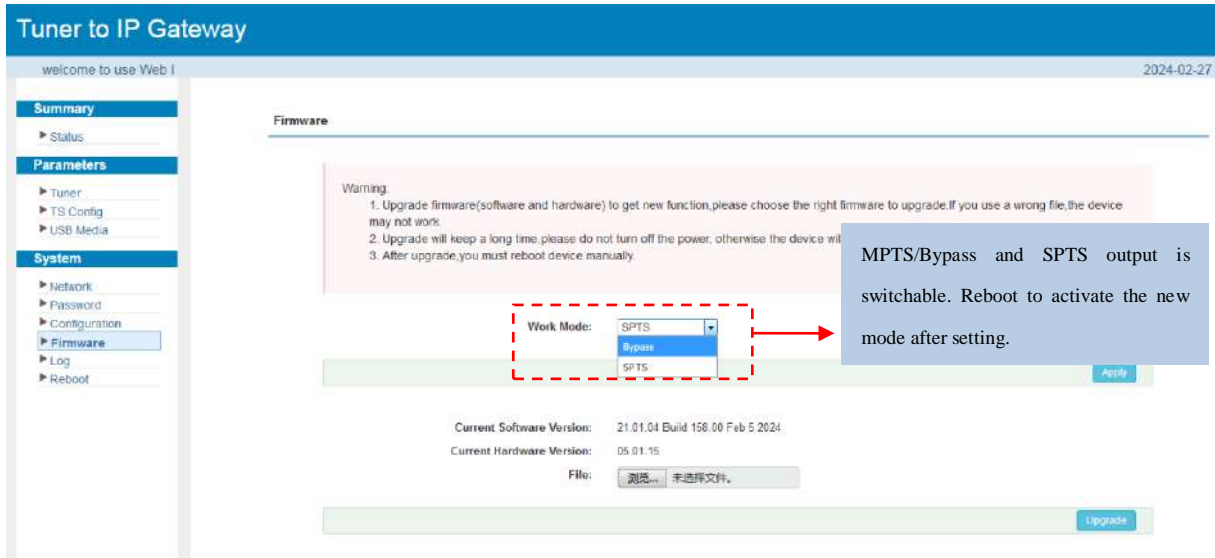 Tuner to IP Gateway
welcome to use Web I
2024-02-27
Summary
Status
Parameters
Tuner
TS Config
USB Media
System
Network
Password
Configuration
Firmware
Log
Reboot
Firmware
Warning:
1. Upgrade firmware(software and hardware) to get new function,please choose the right firmware to upgrade.If you use a wrong file,the device
may not work.
2. Upgrade will keep a long time,please do not turn off the power, otherwise the device wil
3. After upgrade,you must reboot device manually.
MPTS/Bypass and SPTS output is
switchable. Reboot to activate the new
mode after setting.
Work Mode: SPTS
Bypass
SPTS
Apply
Current Software Version: 21.01.04 Build 158.00 Feb 5 2024
Current Hardware Version: 05.01.15
File: 浏览... 未选择文件。
Upgrade